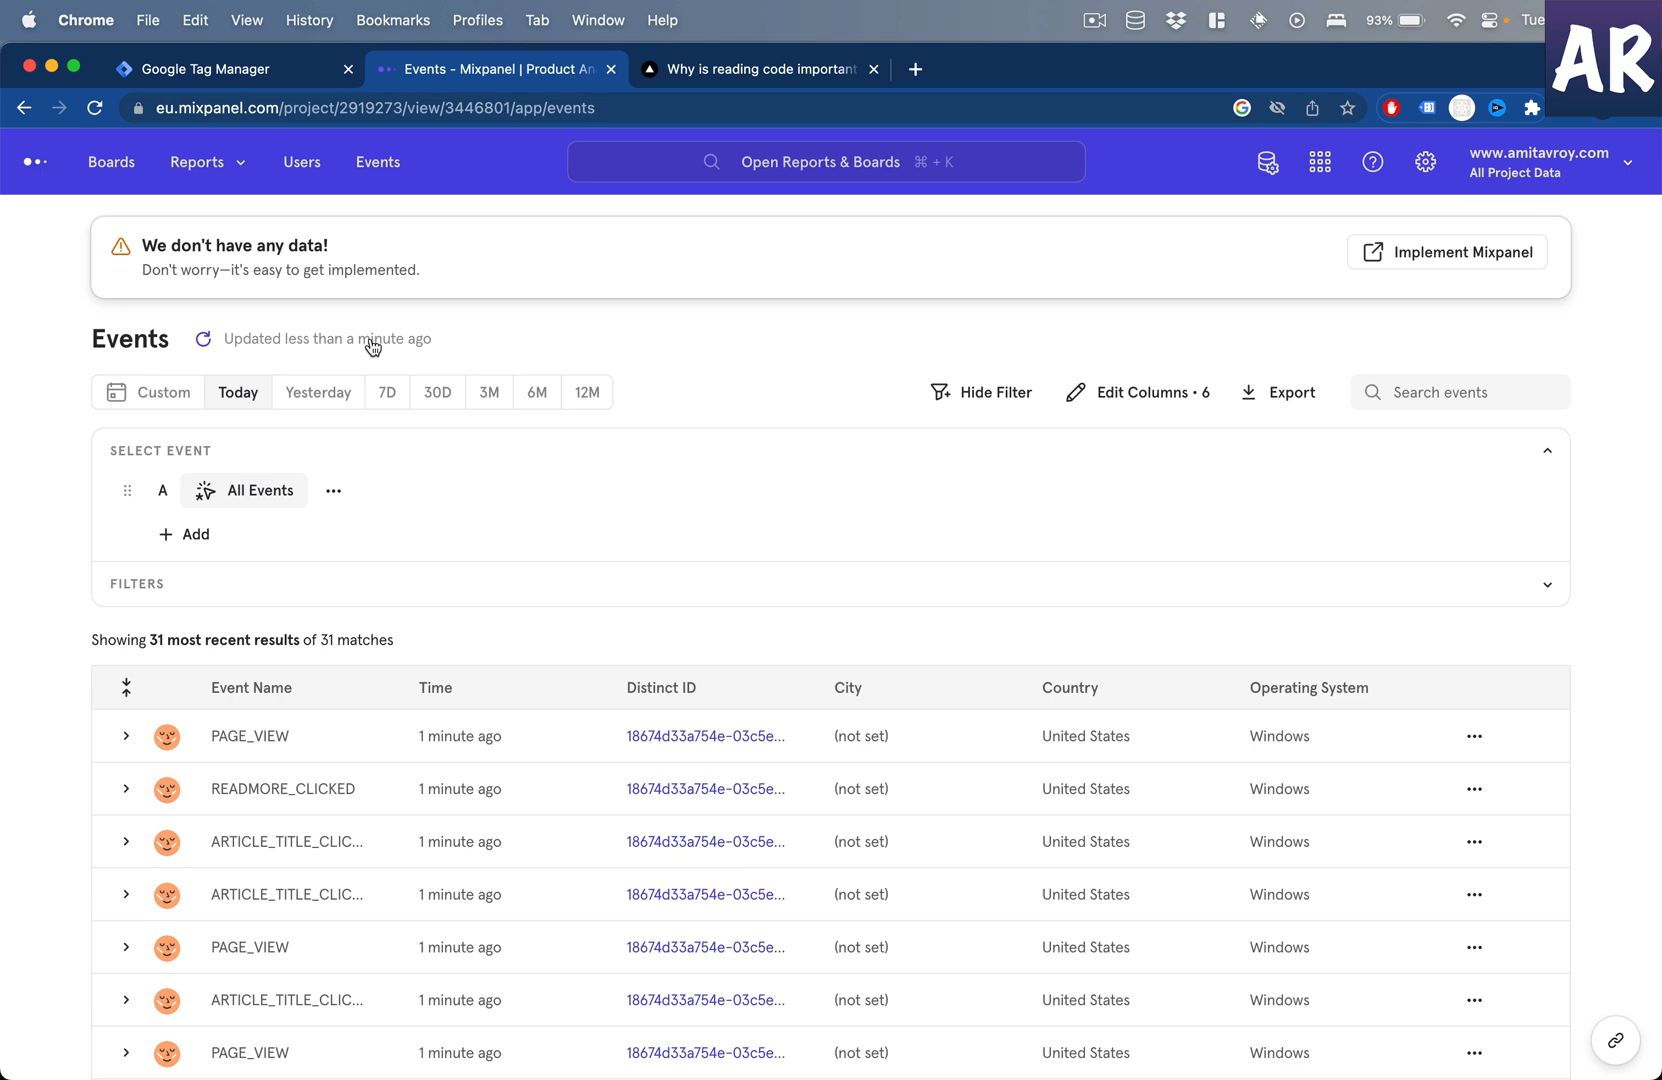 Chrome File Edit View History Bookmarks Profiles Tab Window Help 93% Tue
AR
Google Tag Manager
Events - Mixpanel | Product An
Why is reading code important
eu.mixpanel.com/project/2919273/view/3446801/app/events
Boards Reports Users Events
Open Reports & Boards ⌘ + K
www.amitavroy.com
All Project Data
We don't have any data!
Don't worry—it's easy to get implemented.
Implement Mixpanel
Events Updated less than a minute ago
Custom Today Yesterday 7D 30D 3M 6M 12M
Hide Filter Edit Columns • 6 Export Search events
SELECT EVENT
A All Events
+ Add
FILTERS
Showing 31 most recent results of 31 matches
Event Name Time Distinct ID City Country Operating System
PAGE_VIEW 1 minute ago 18674d33a754e-03c5e... (not set) United States Windows
READMORE_CLICKED 1 minute ago 18674d33a754e-03c5e... (not set) United States Windows
ARTICLE_TITLE_CLIC... 1 minute ago 18674d33a754e-03c5e... (not set) United States Windows
ARTICLE_TITLE_CLIC... 1 minute ago 18674d33a754e-03c5e... (not set) United States Windows
PAGE_VIEW 1 minute ago 18674d33a754e-03c5e... (not set) United States Windows
ARTICLE_TITLE_CLIC... 1 minute ago 18674d33a754e-03c5e... (not set) United States Windows
PAGE_VIEW 1 minute ago 18674d33a754e-03c5e... (not set) United States Windows